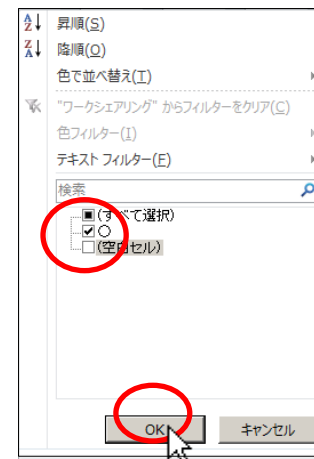 昇順(S)
降順(O)
色で並べ替え(T)
"ワークシェアリング" からフィルターをクリア(C)
色フィルター(I)
テキスト フィルター(F)
検索
(すべて選択)
○
(空白セル)
OK
キャンセル